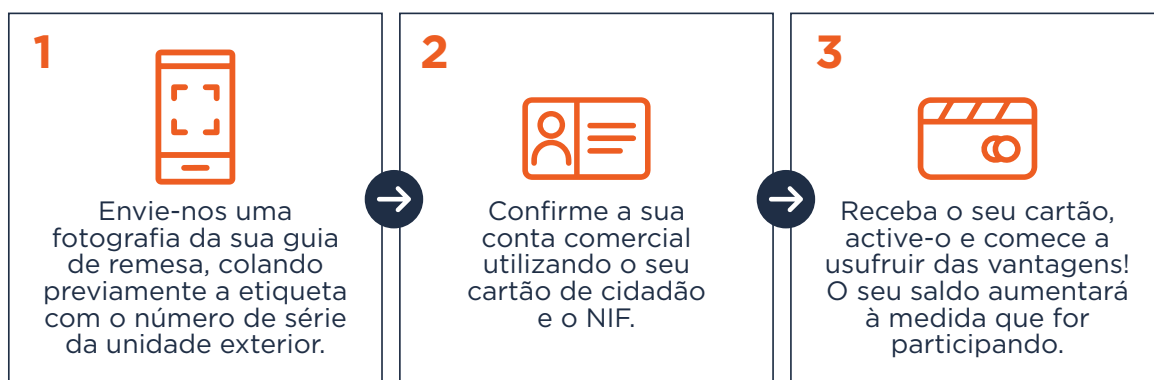 1
Envie-nos uma
fotografia da sua guia
de remesa, colando
previamente a etiqueta
com o número de série
da unidade exterior.
2
Confirme a sua
conta comercial
utilizando o seu
cartão de cidadão
e o NIF.
3
Receba o seu cartão,
active-o e comece a
usufruir das vantagens!
O seu saldo aumentará
à medida que for
participando.